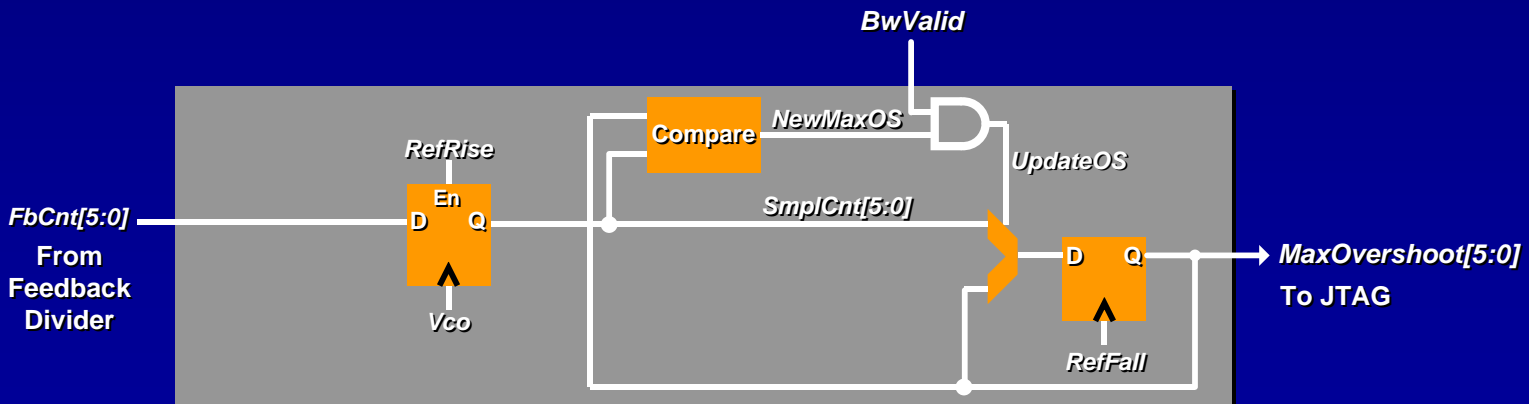 BwValid
Compare
NewMaxOS
RefRise
UpdateOS
En
FbCnt[5:0]
D Q
SmplCnt[5:0]
From
Feedback
Divider
D Q
MaxOvershoot[5:0]
To JTAG
Vco
RefFall